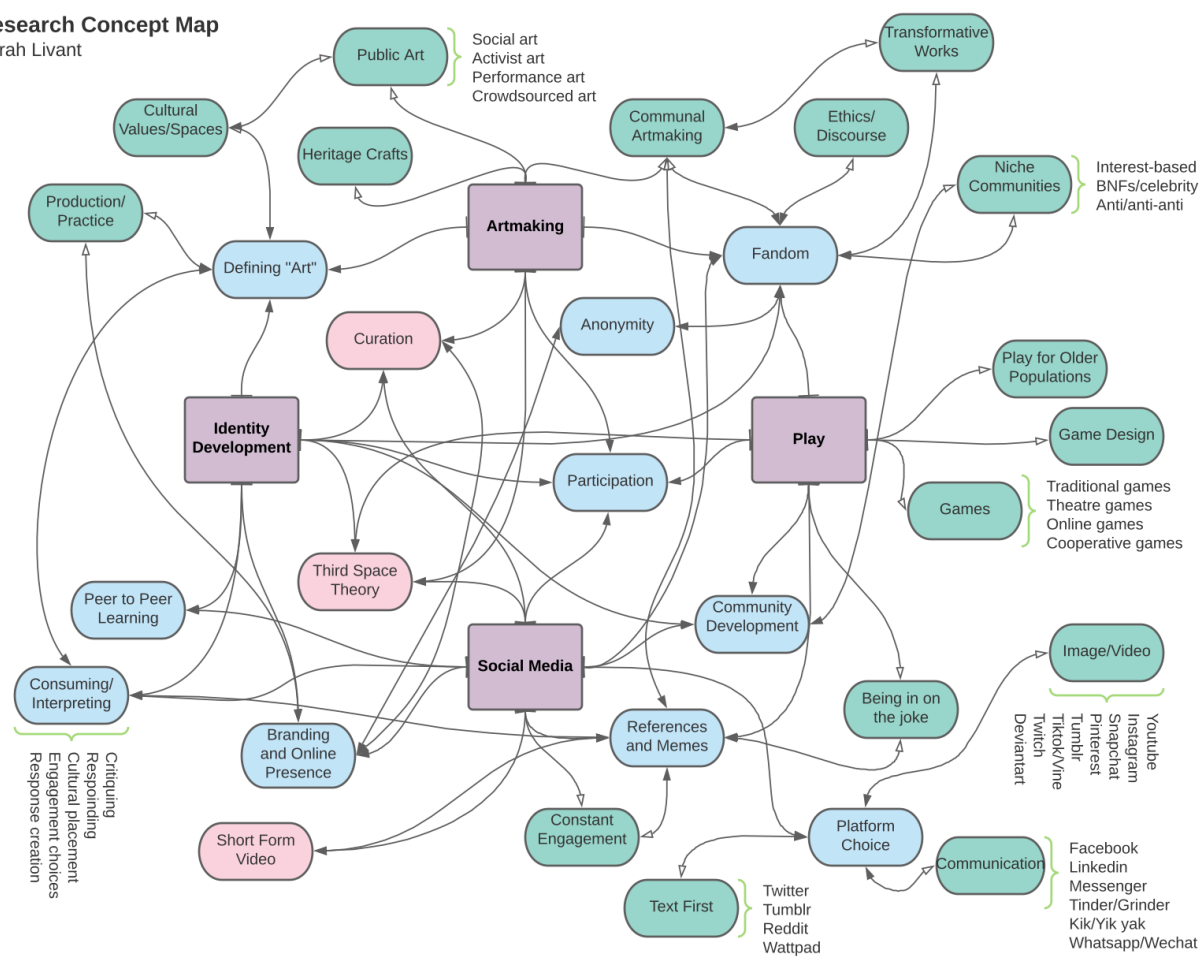 esearch Concept Map
rah Livant
Public Art
Social art
Activist art
Performance art
Crowdsourced art
Transformative
Works
Cultural
Values/Spaces
Heritage Crafts
Communal
Artmaking
Ethics/
Discourse
Niche
Communities
Interest-based
BNFs/celebrity
Anti/anti-anti
Production/
Practice
Artmaking
Defining "Art"
Fandom
Curation
Anonymity
Play for Older
Populations
Identity
Development
Play
Game Design
Participation
Games
Traditional games
Theatre games
Online games
Cooperative games
Third Space
Theory
Peer to Peer
Learning
Community
Development
Social Media
Image/Video
Consuming/
Interpreting
Being in on
the joke
Branding
and Online
Presence
References
and Memes
Youtube
Instagram
Snapchat
Pinterest
Tumblr
Tiktok/Vine
Twitch
Deviantart
Critiquing
Respoinding
Cultural placement
Engagement choices
Response creation
Short Form
Video
Constant
Engagement
Platform
Choice
Communication
Facebook
Linkedin
Messenger
Tinder/Grinder
Kik/Yik yak
Whatsapp/Wechat
Text First
Twitter
Tumblr
Reddit
Wattpad